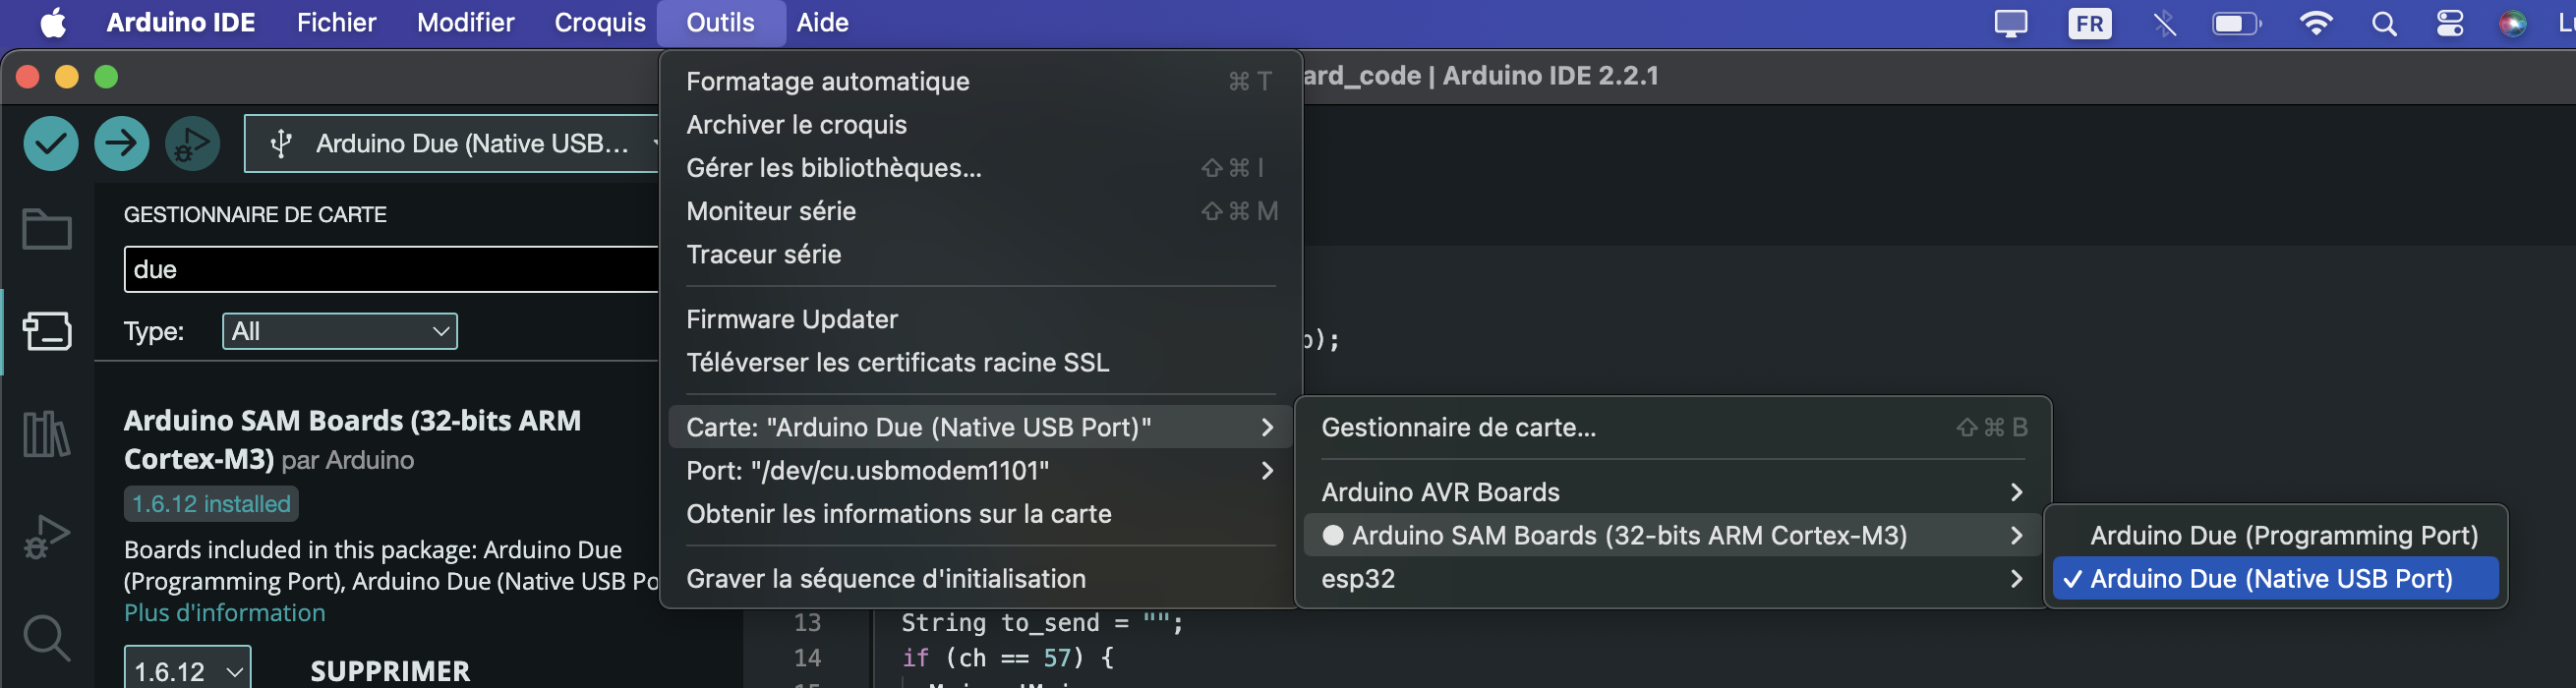 Arduino IDE Fichier Modifier Croquis Outils Aide FR
ard_code | Arduino IDE 2.2.1
Arduino Due (Native USB...
GESTIONNAIRE DE CARTE
due
Type: All
Arduino SAM Boards (32-bits ARM
Cortex-M3) par Arduino
1.6.12 installed
Boards included in this package: Arduino Due
(Programming Port), Arduino Due (Native USB Po
Plus d'information
1.6.12 SUPPRIMER
Formatage automatique ⌘ T
Archiver le croquis
Gérer les bibliothèques... ⇧ ⌘ I
Moniteur série ⇧ ⌘ M
Traceur série
Firmware Updater
Téléverser les certificats racine SSL
Carte: "Arduino Due (Native USB Port)"
Port: "/dev/cu.usbmodem1101"
Obtenir les informations sur la carte
Graver la séquence d'initialisation
Gestionnaire de carte... ⇧ ⌘ B
Arduino AVR Boards
Arduino SAM Boards (32-bits ARM Cortex-M3)
esp32
Arduino Due (Programming Port)
✓ Arduino Due (Native USB Port)
);
13 String to_send = "";
14 if (ch == 57) {